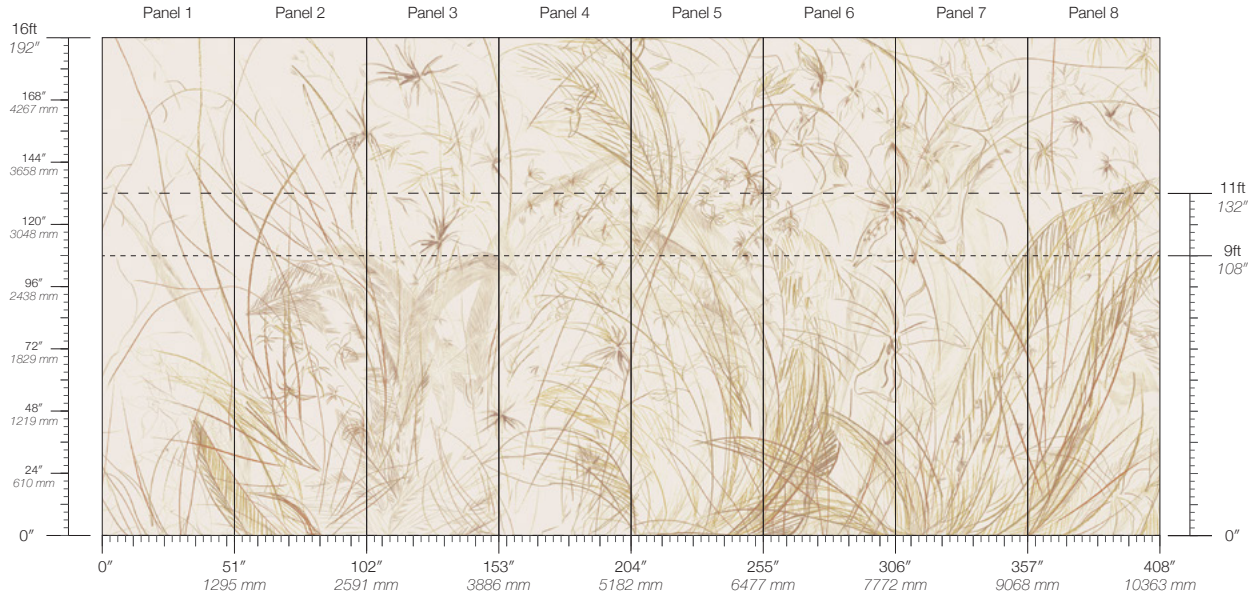 Panel 1 Panel 2 Panel 3 Panel 4 Panel 5 Panel 6 Panel 7 Panel 8
16ft
192"
168"
4267 mm
144"
3658 mm
120"
3048 mm
96"
2438 mm
72"
1829 mm
48"
1219 mm
24"
610 mm
0"
11ft
132"
9ft
108"
0"
0" 51" 102" 153" 204" 255" 306" 357" 408"
1295 mm 2591 mm 3886 mm 5182 mm 6477 mm 7772 mm 9068 mm 10363 mm